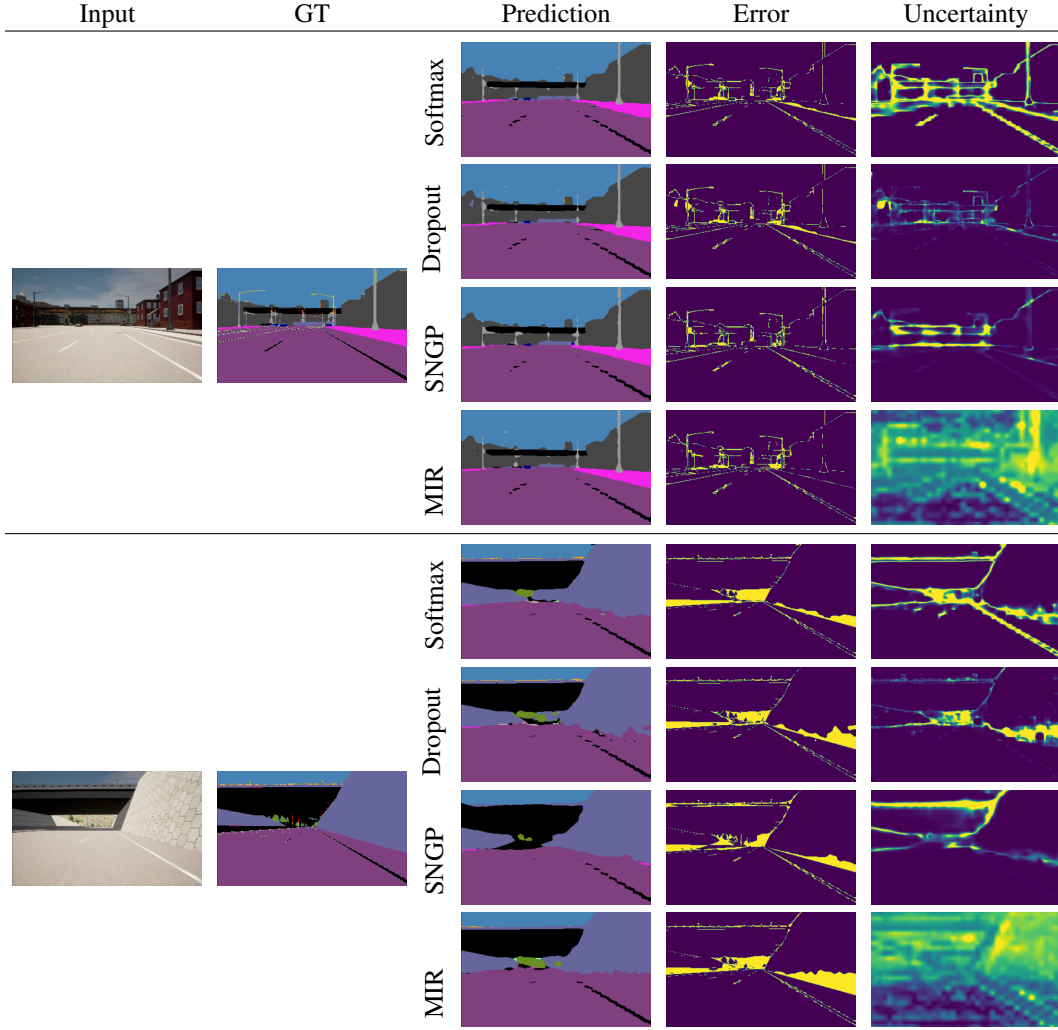 Input GT Prediction Error Uncertainty
Softmax
Dropout
SNGP
MIR
Softmax
Dropout
SNGP
MIR